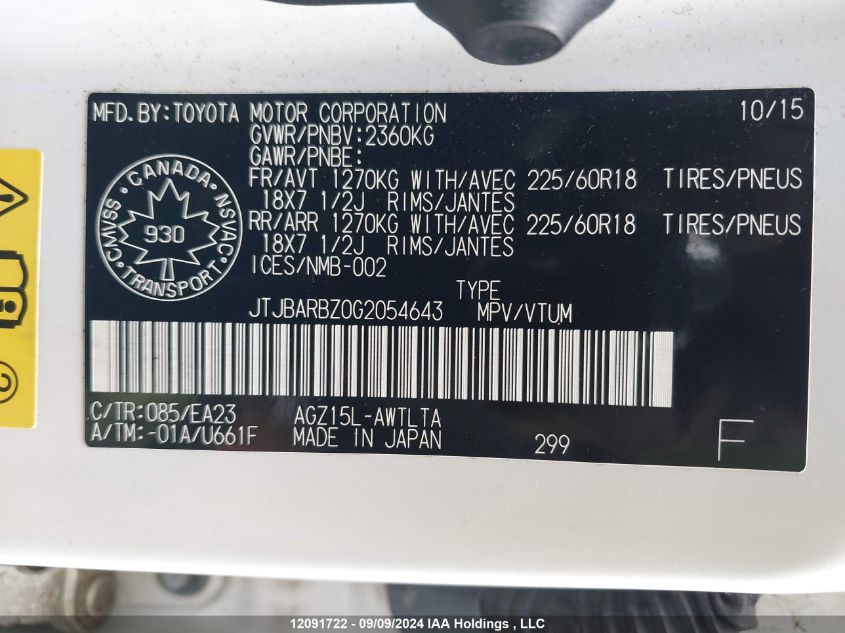 MFD. BY: TOYOTA MOTOR CORPORATION 10/15
GVWR/PNBV: 2360KG
GAWR/PNBE:
FR/AVT 1270KG WITH/AVEC 225/60R18 TIRES/PNEUS
18X7 1/2J RIMS/JANTES
RR/ARR 1270KG WITH/AVEC 225/60R18 TIRES/PNEUS
18X7 1/2J RIMS/JANTES
ICES/NMB-002
CANADA
CMVSS NSVAC
930
TRANSPORT
TYPE
JTJBARBZ0G2054643 MPV/VTUM
C/TR: 085/EA23 AGZ15L-AWTLTA
A/TM: -01A/U661F MADE IN JAPAN 299 F
12091722 - 09/09/2024 IAA Holdings, LLC